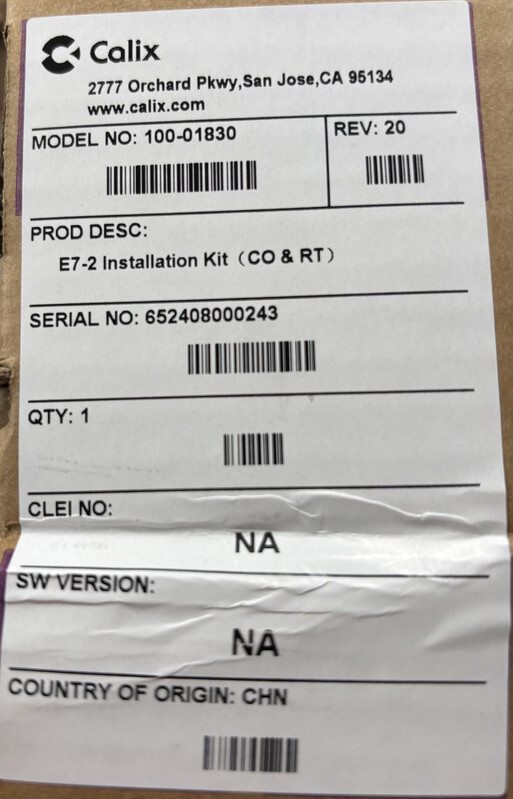 Calix
2777 Orchard Pkwy,San Jose,CA 95134
www.calix.com
MODEL NO: 100-01830
REV: 20
PROD DESC:
E7-2 Installation Kit（CO & RT）
SERIAL NO: 652408000243
QTY: 1
CLEI NO:
NA
SW VERSION:
NA
COUNTRY OF ORIGIN: CHN